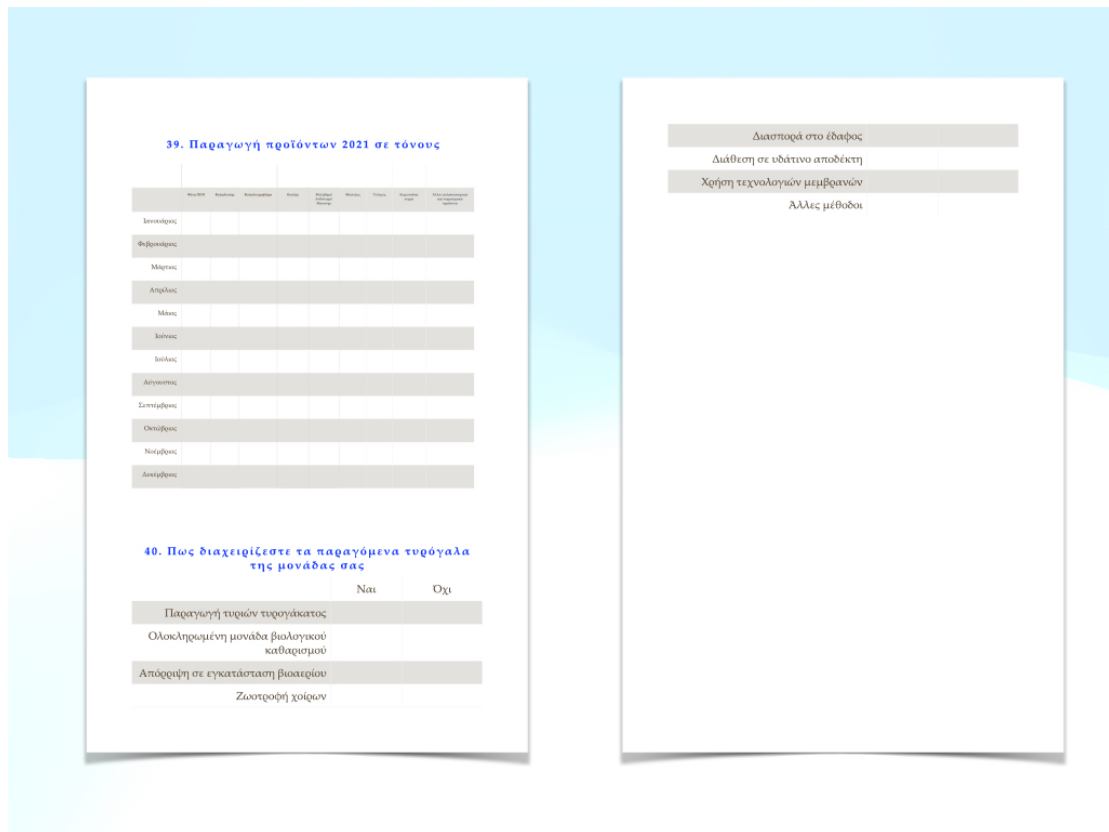 39. Παραγωγή προϊόντων 2021 σε τόνους
Ιανουάριος
Φεβρουάριος
Μάρτιος
Απρίλιος
Μάιος
Ιούνιος
Ιούλιος
Αύγουστος
Σεπτέμβριος
Οκτώβριος
Νοέμβριος
Δεκέμβριος
40. Πως διαχειρίζεστε τα παραγόμενα τυρόγαλα
της μονάδας σας
Ναι Όχι
Παραγωγή τυριών τυρογάκατος
Ολοκληρωμένη μονάδα βιολογικού
καθαρισμού
Απόρριψη σε εγκατάσταση βιοαερίου
Ζωοτροφή χοίρων
Διασπορά στο έδαφος
Διάθεση σε υδάτινο αποδέκτη
Χρήση τεχνολογιών μεμβρανών
Άλλες μέθοδοι